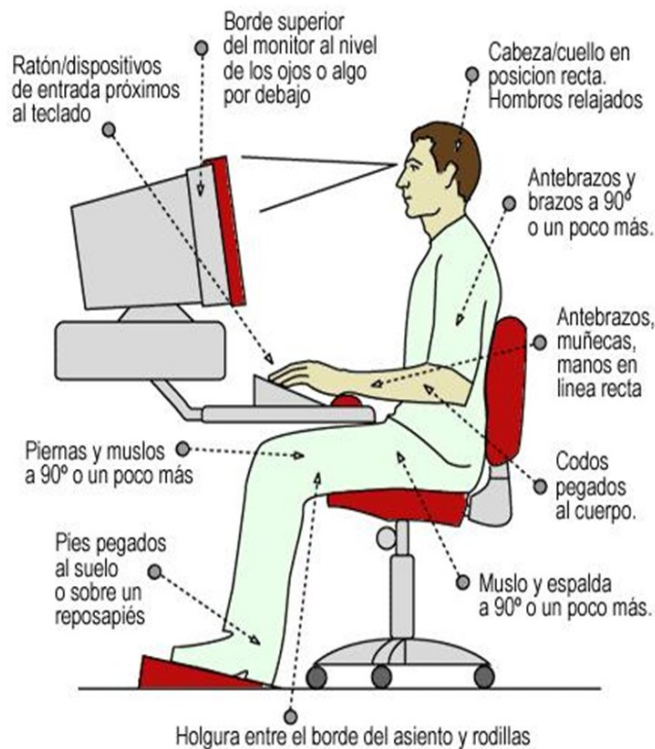 Borde superior
del monitor al nivel
de los ojos o algo
por debajo
Ratón/dispositivos
de entrada próximos
al teclado
Cabeza/cuello en
posicion recta.
Hombros relajados
Antebrazos y
brazos a 90º
o un poco más.
Antebrazos,
muñecas,
manos en
linea recta
Piernas y muslos
a 90º o un poco más
Codos
pegados
al cuerpo.
Pies pegados
al suelo
o sobre un
reposapiés
Muslo y espalda
a 90º o un poco más.
Holgura entre el borde del asiento y rodillas